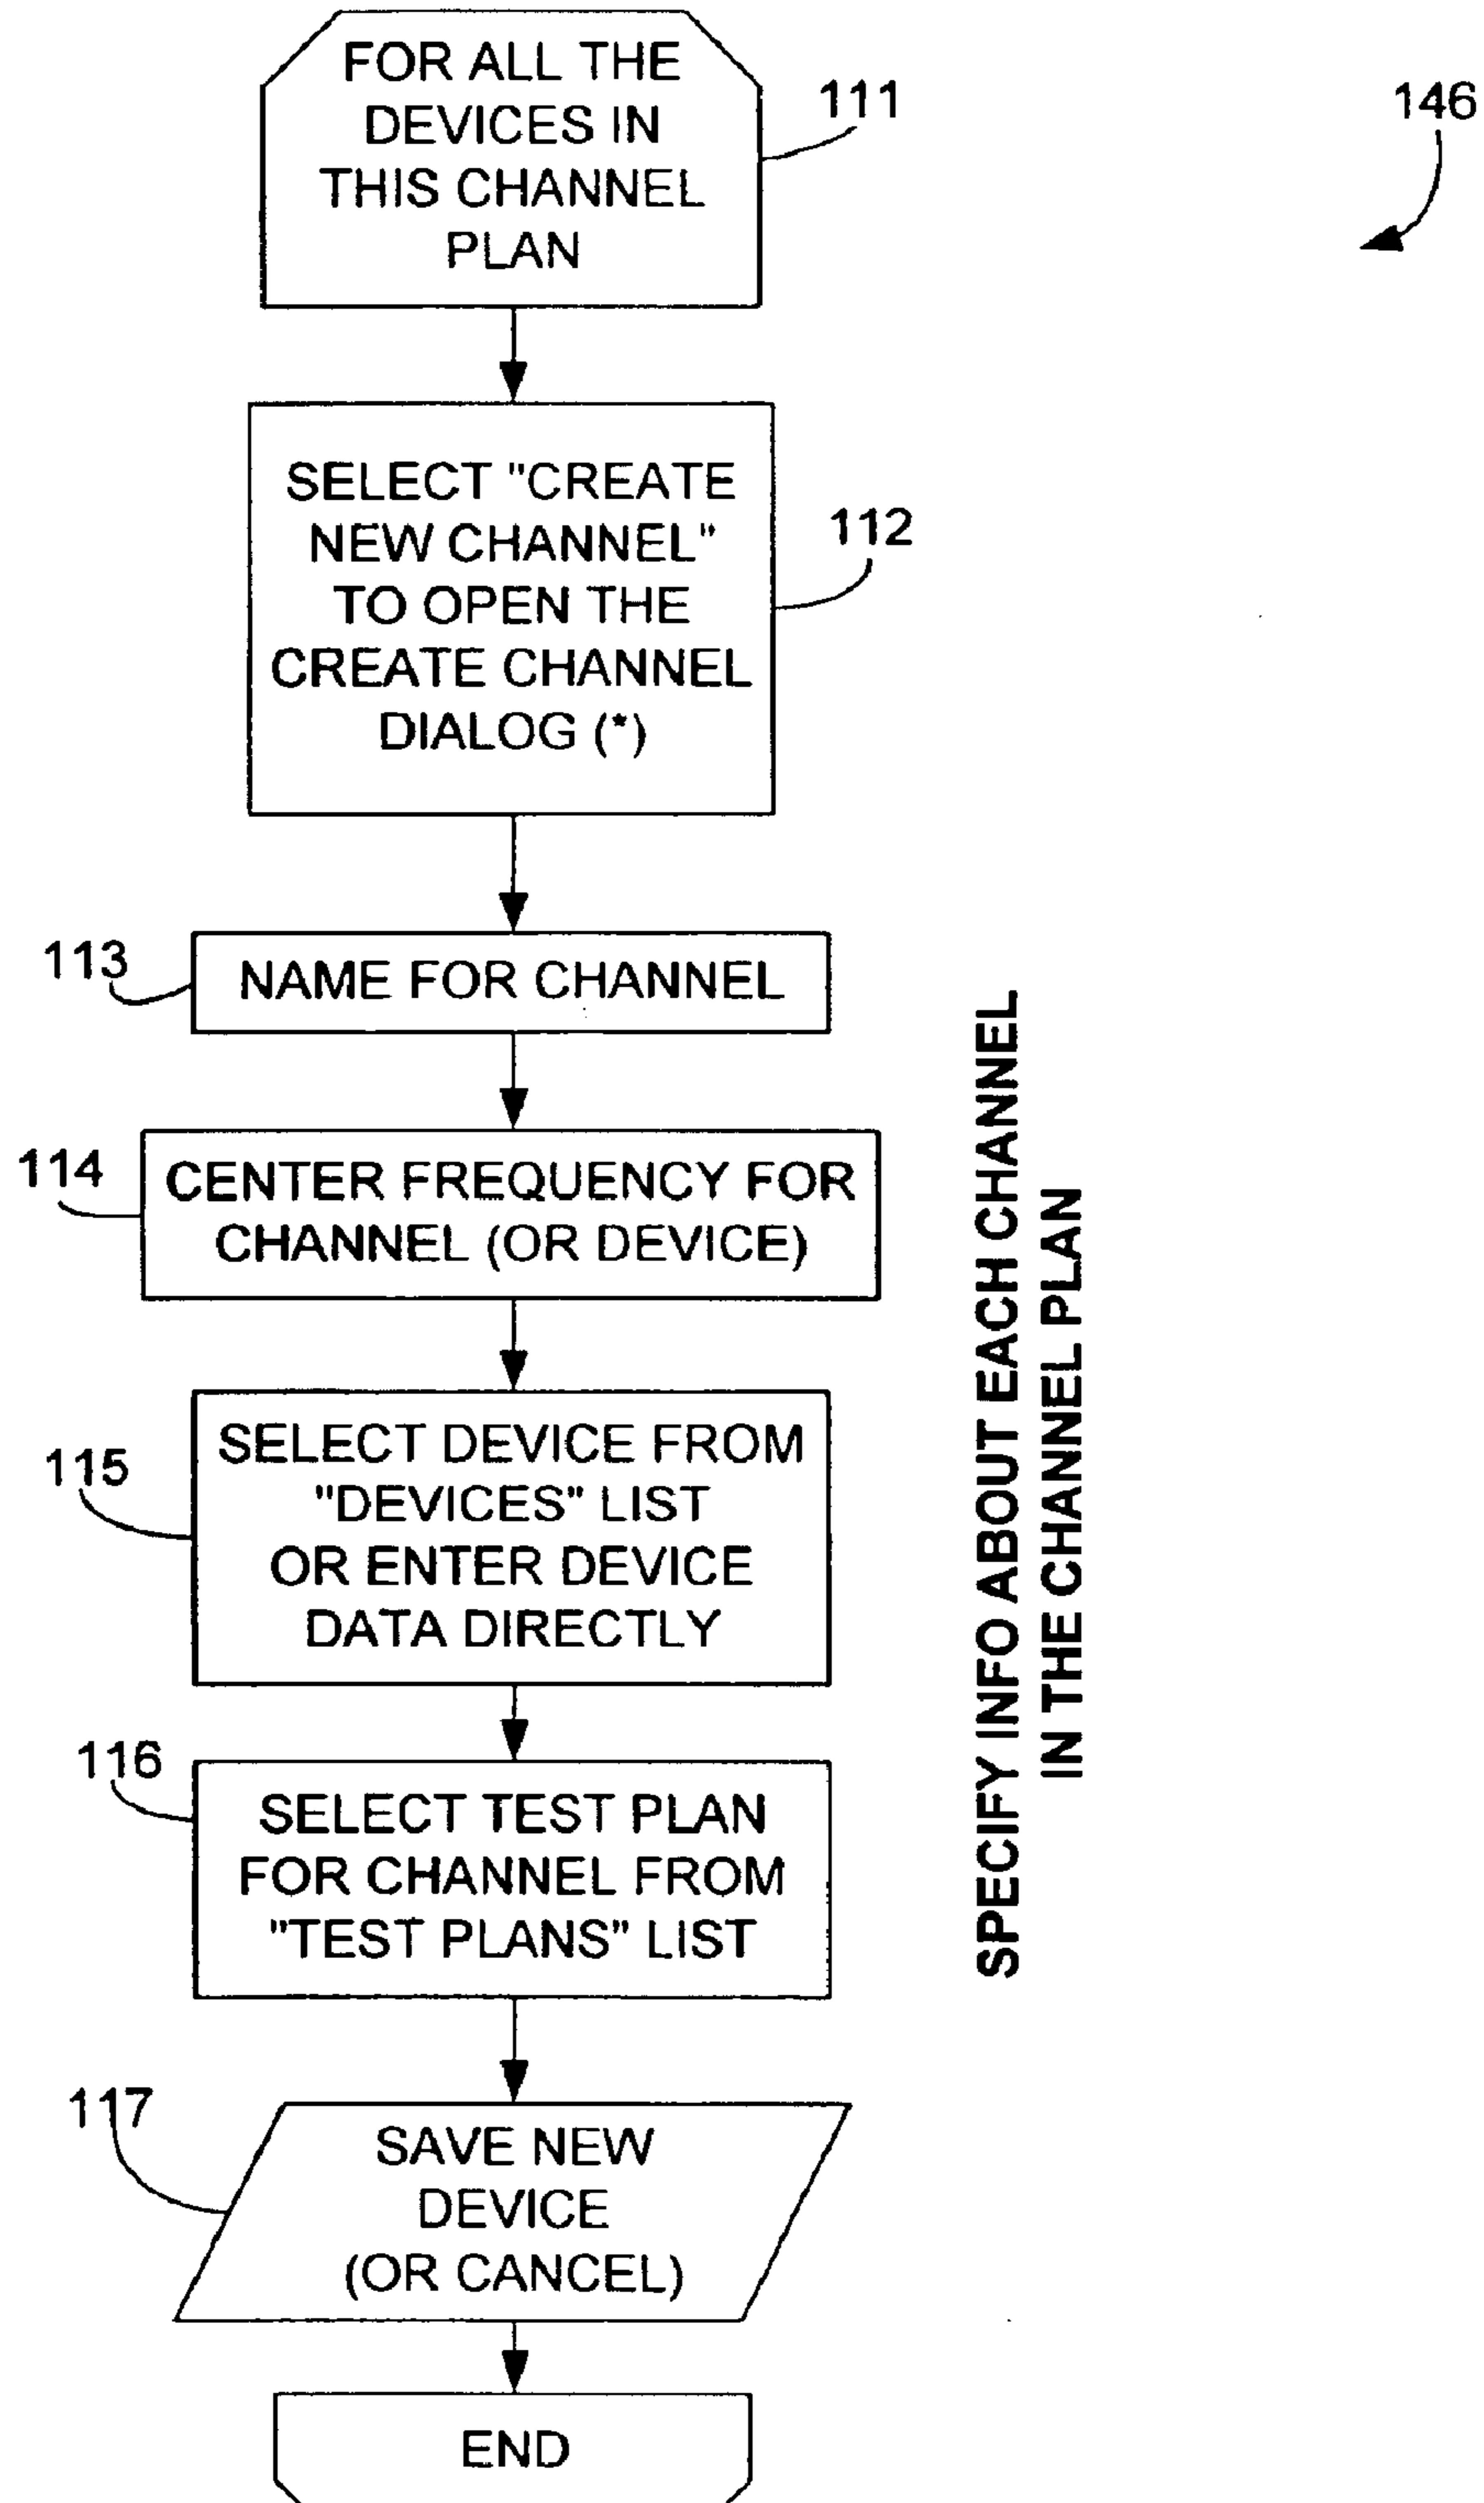 FOR ALL THE
DEVICES IN
THIS CHANNEL
PLAN
111
146
SELECT "CREATE
NEW CHANNEL"
TO OPEN THE
CREATE CHANNEL
DIALOG (*)
112
113
NAME FOR CHANNEL
114
CENTER FREQUENCY FOR
CHANNEL (OR DEVICE)
115
SELECT DEVICE FROM
"DEVICES" LIST
OR ENTER DEVICE
DATA DIRECTLY
116
SELECT TEST PLAN
FOR CHANNEL FROM
"TEST PLANS" LIST
117
SAVE NEW
DEVICE
(OR CANCEL)
END
SPECIFY INFO ABOUT EACH CHANNEL
IN THE CHANNEL PLAN